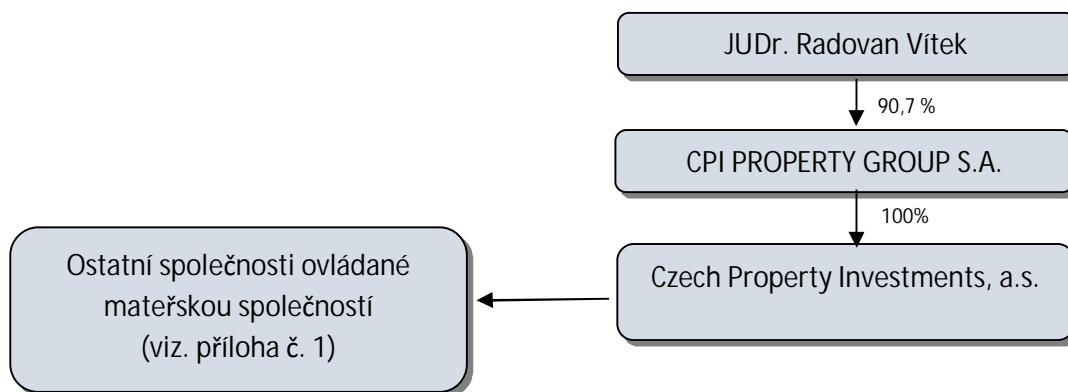 JUDr. Radovan Vítek
90,7 %
CPI PROPERTY GROUP S.A.
100%
Czech Property Investments, a.s.
Ostatní společnosti ovládané
mateřskou společností
(viz. příloha č. 1)